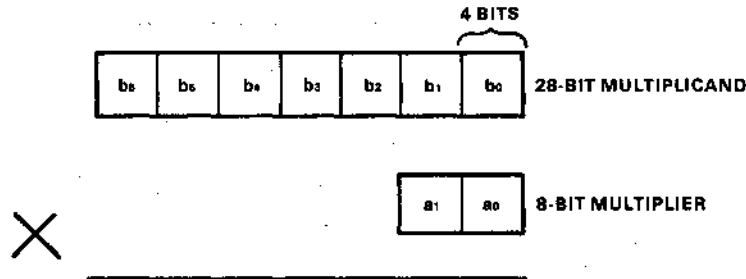 4 BITS
b6 b5 b4 b3 b2 b1 b0 28-BIT MULTIPLICAND
a1 a0 8-BIT MULTIPLIER
X